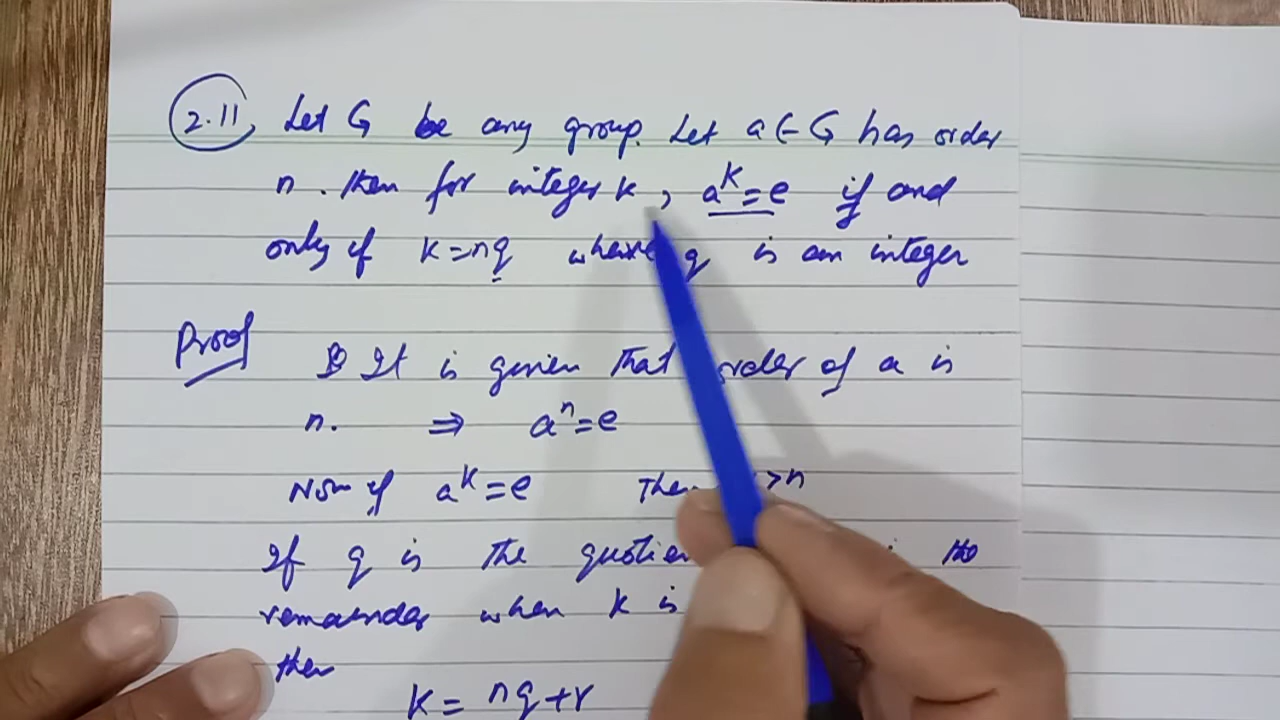 2.11, Let G be any group. Let a ∈ G has order
n. then for integer k, a^k = e if and
only if k = nq where q is an integer
Proof It is given that order of a is
n. ⇒ a^n = e
Now if a^k = e Then > n
If q is the is the
remainder when k is
then
k = nq + r